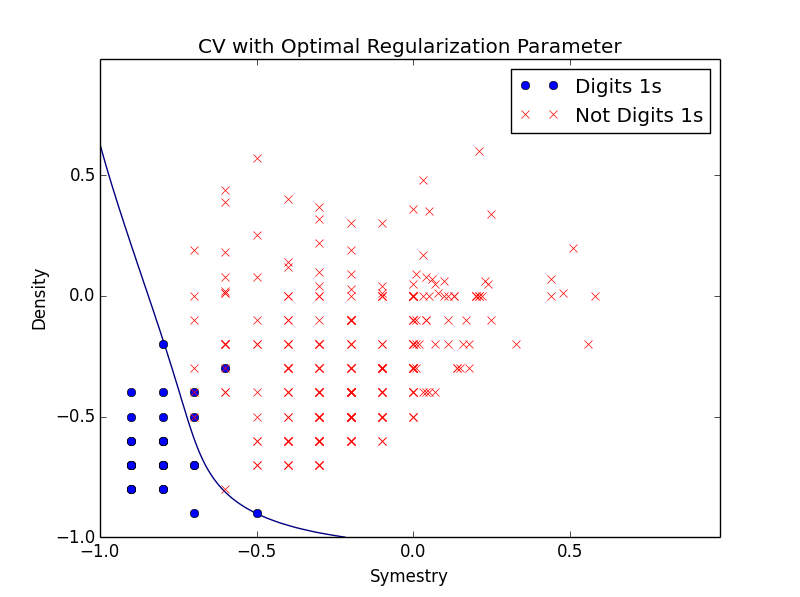 CV with Optimal Regularization Parameter
Digits 1s
Not Digits 1s
Density
0.5
0.0
−0.5
−1.0
−1.0
−0.5
0.0
0.5
Symestry